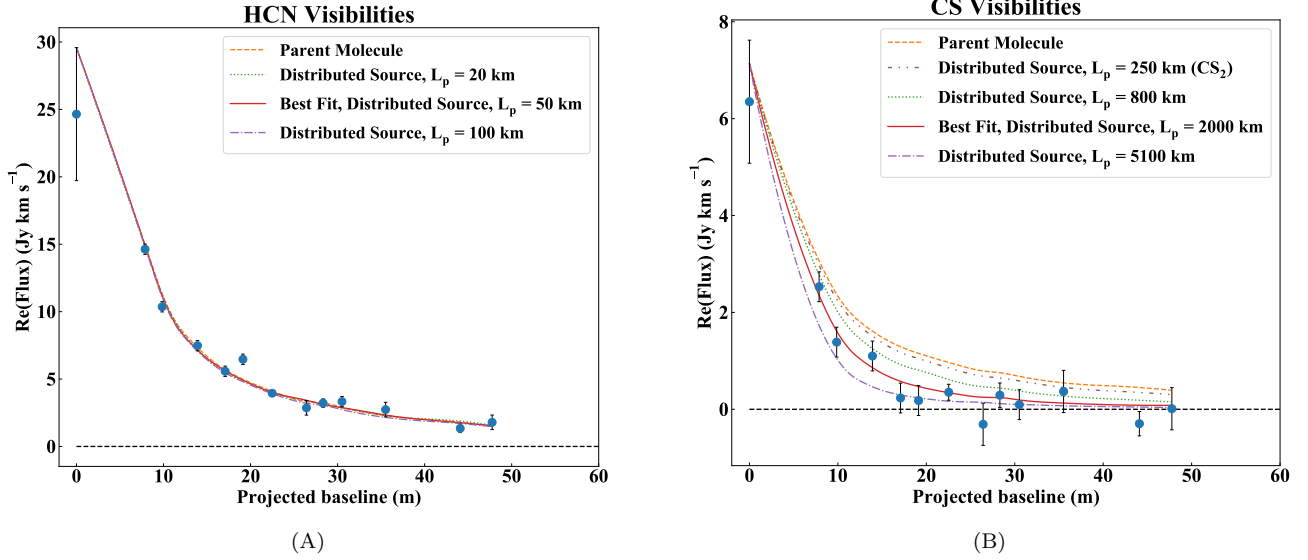 HCN Visibilities
Re(Flux) (Jy km s⁻¹)
30
25
20
15
10
5
0
Parent Molecule
Distributed Source, Lₚ = 20 km
Best Fit, Distributed Source, Lₚ = 50 km
Distributed Source, Lₚ = 100 km
0 10 20 30 40 50 60
Projected baseline (m)
(A)
CS Visibilities
Re(Flux) (Jy km s⁻¹)
8
6
4
2
0
Parent Molecule
Distributed Source, Lₚ = 250 km (CS₂)
Distributed Source, Lₚ = 800 km
Best Fit, Distributed Source, Lₚ = 2000 km
Distributed Source, Lₚ = 5100 km
0 10 20 30 40 50 60
Projected baseline (m)
(B)